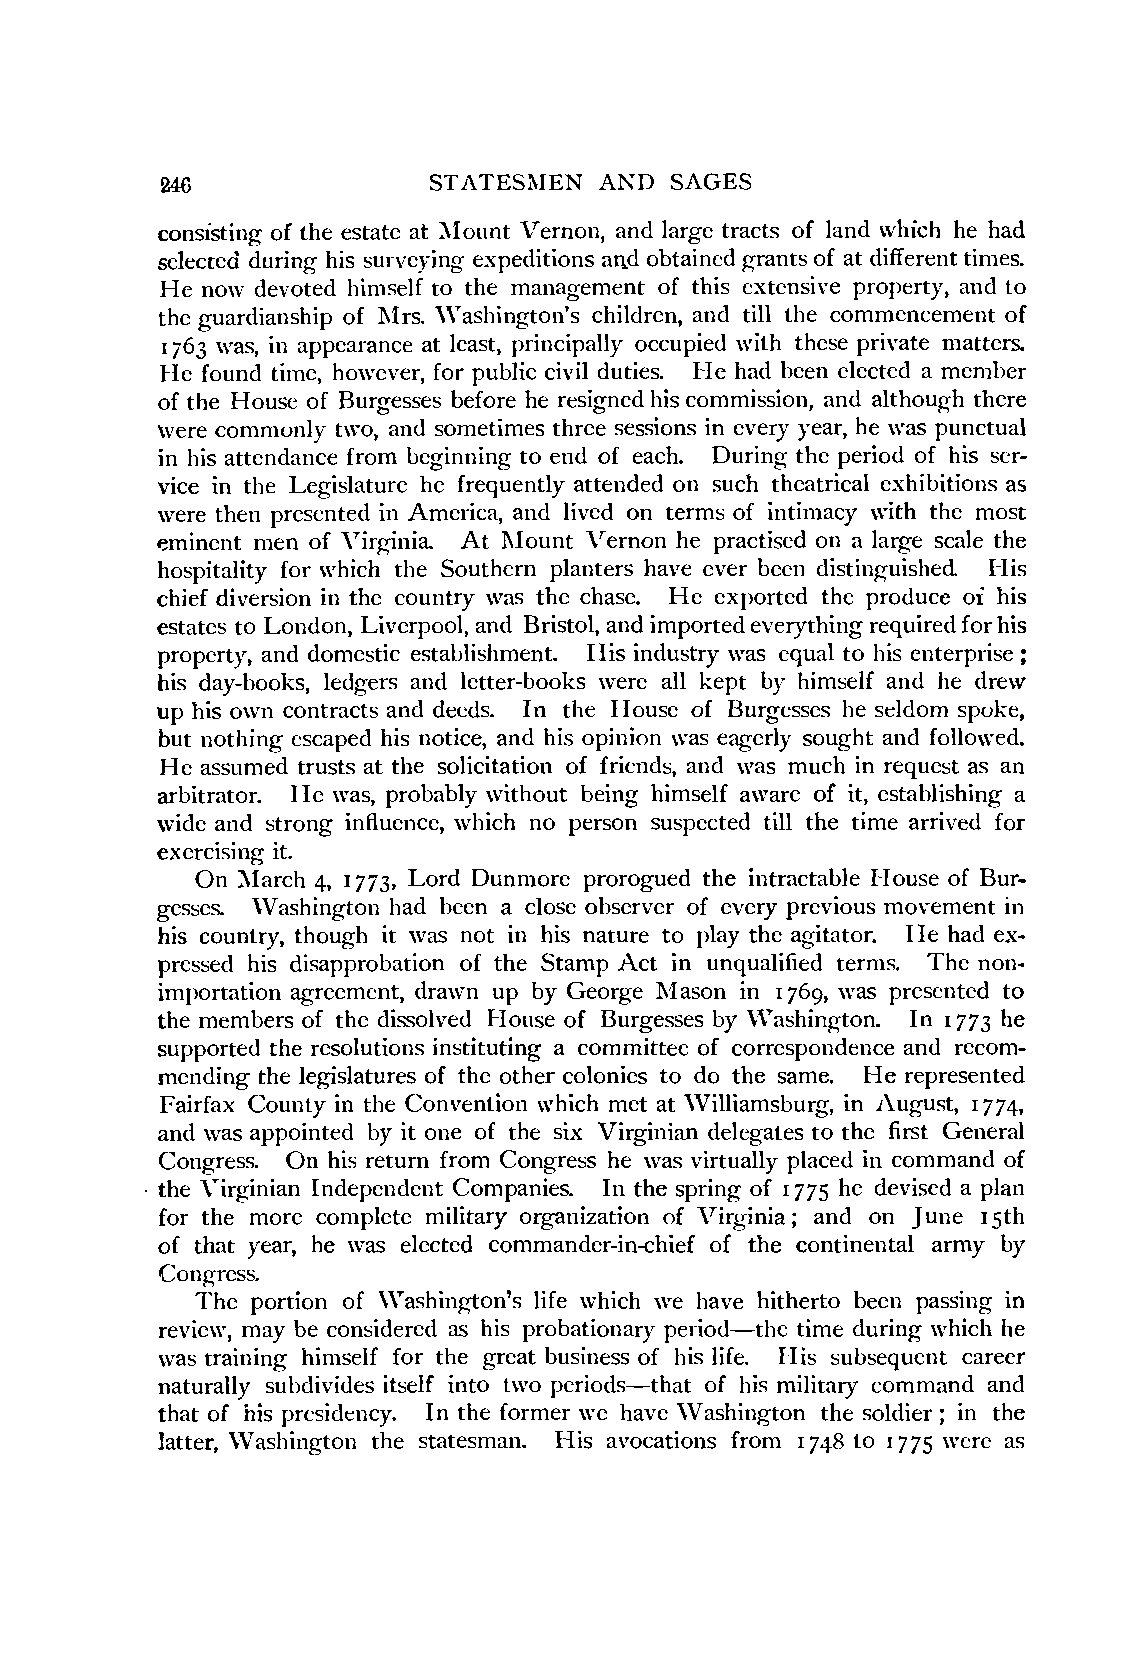 246 STATESMEN AND SAGES
consisting of the estate at Mount Vernon, and large tracts of land which he had
selected during his surveying expeditions and obtained grants of at different times.
He now devoted himself to the management of this extensive property, and to
the guardianship of Mrs. Washington's children, and till the commencement of
1763 was, in appearance at least, principally occupied with these private matters.
He found time, however, for public civil duties. He had been elected a member
of the House of Burgesses before he resigned his commission, and although there
were commonly two, and sometimes three sessions in every year, he was punctual
in his attendance from beginning to end of each. During the period of his ser-
vice in the Legislature he frequently attended on such theatrical exhibitions as
were then presented in America, and lived on terms of intimacy with the most
eminent men of Virginia. At Mount Vernon he practised on a large scale the
hospitality for which the Southern planters have ever been distinguished. His
chief diversion in the country was the chase. He exported the produce of his
estates to London, Liverpool, and Bristol, and imported everything required for his
property, and domestic establishment. His industry was equal to his enterprise;
his day-books, ledgers and letter-books were all kept by himself and he drew
up his own contracts and deeds. In the House of Burgesses he seldom spoke,
but nothing escaped his notice, and his opinion was eagerly sought and followed.
He assumed trusts at the solicitation of friends, and was much in request as an
arbitrator. He was, probably without being himself aware of it, establishing a
wide and strong influence, which no person suspected till the time arrived for
exercising it.
On March 4, 1773, Lord Dunmore prorogued the intractable House of Bur-
gesses. Washington had been a close observer of every previous movement in
his country, though it was not in his nature to play the agitator. He had ex-
pressed his disapprobation of the Stamp Act in unqualified terms. The non-
importation agreement, drawn up by George Mason in 1769, was presented to
the members of the dissolved House of Burgesses by Washington. In 1773 he
supported the resolutions instituting a committee of correspondence and recom-
mending the legislatures of the other colonies to do the same. He represented
Fairfax County in the Convention which met at Williamsburg, in August, 1774,
and was appointed by it one of the six Virginian delegates to the first General
Congress. On his return from Congress he was virtually placed in command of
the Virginian Independent Companies. In the spring of 1775 he devised a plan
for the more complete military organization of Virginia; and on June 15th
of that year, he was elected commander-in-chief of the continental army by
Congress.
The portion of Washington's life which we have hitherto been passing in
review, may be considered as his probationary period—the time during which he
was training himself for the great business of his life. His subsequent career
naturally subdivides itself into two periods—that of his military command and
that of his presidency. In the former we have Washington the soldier; in the
latter, Washington the statesman. His avocations from 1748 to 1775 were as